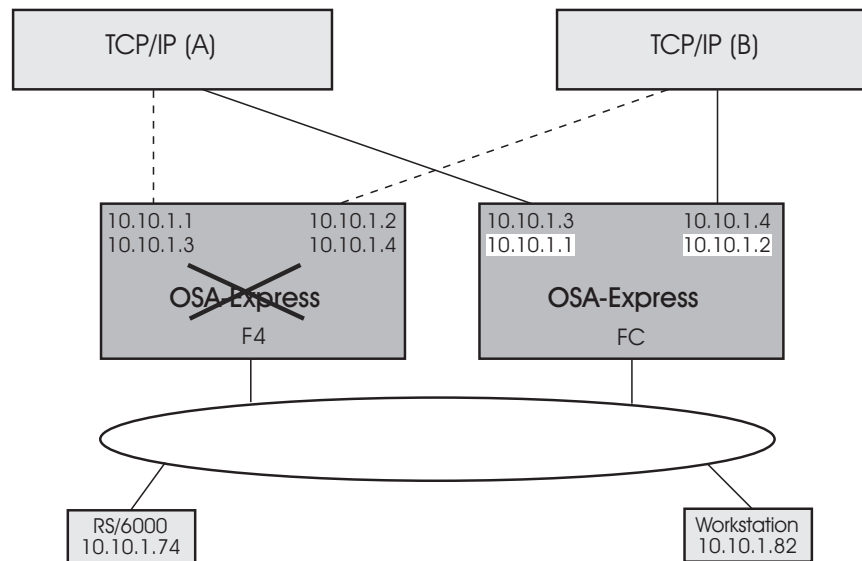 TCP/IP (A)
TCP/IP (B)
10.10.1.1 10.10.1.2
10.10.1.3 10.10.1.4
OSA-Express
F4
10.10.1.3 10.10.1.4
10.10.1.1 10.10.1.2
OSA-Express
FC
RS/6000
10.10.1.74
Workstation
10.10.1.82